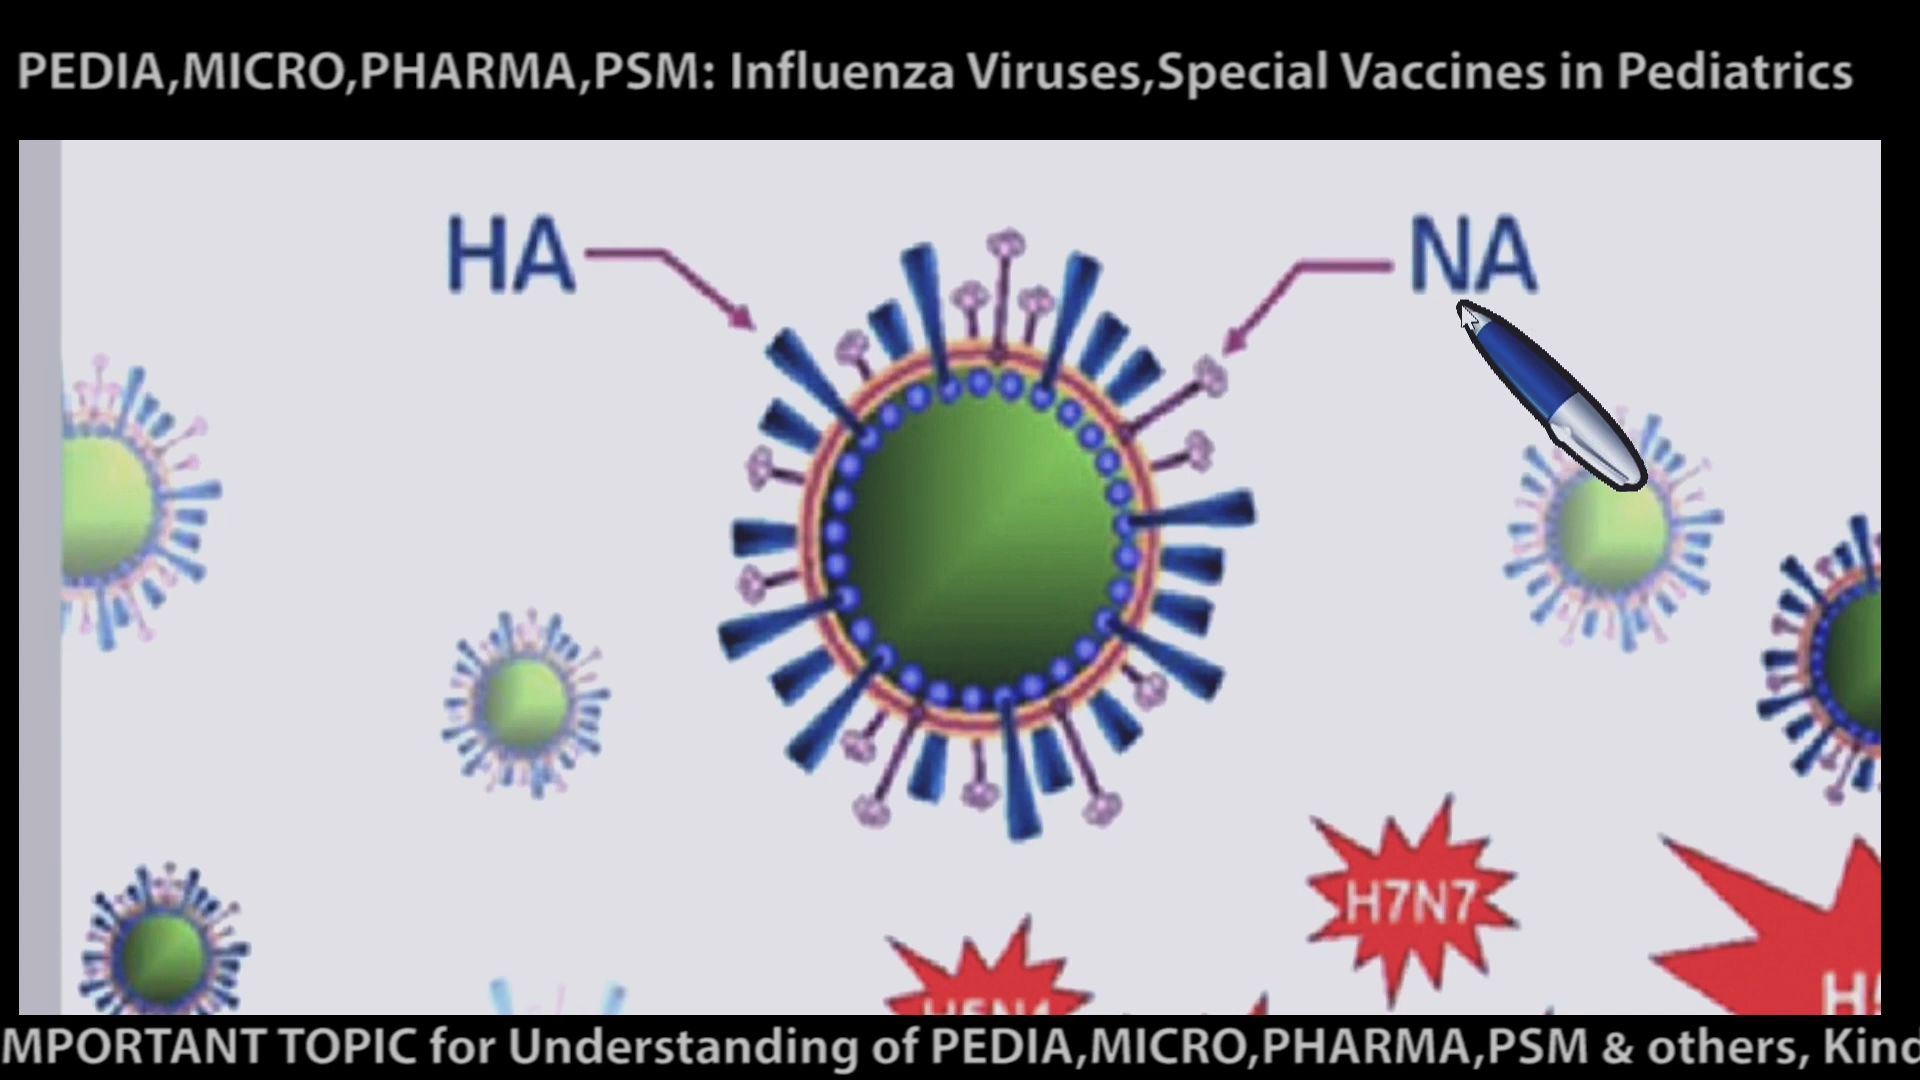 PEDIA,MICRO,PHARMA,PSM: Influenza Viruses,Special Vaccines in Pediatrics
HA
NA
H7N7
MPORTANT TOPIC for Understanding of PEDIA,MICRO,PHARMA,PSM & others, Kind